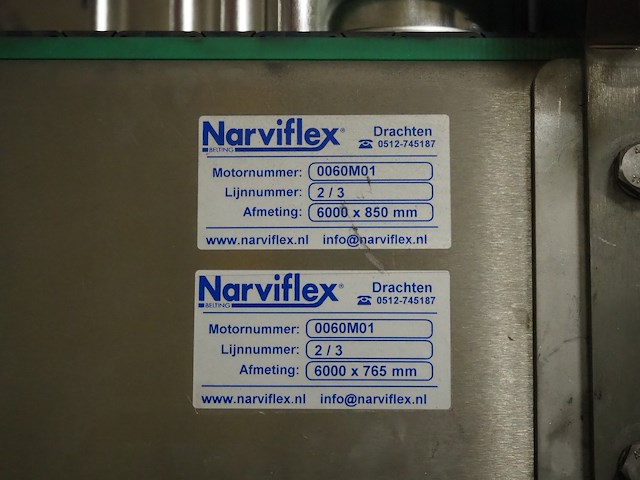 Narviflex®
BELTING
Drachten
☎ 0512-745187
Motornummer: 0060M01
Lijnnummer: 2 / 3
Afmeting: 6000 x 850 mm
www.narviflex.nl info@narviflex.nl
Narviflex®
BELTING
Drachten
☎ 0512-745187
Motornummer: 0060M01
Lijnnummer: 2 / 3
Afmeting: 6000 x 765 mm
www.narviflex.nl info@narviflex.nl